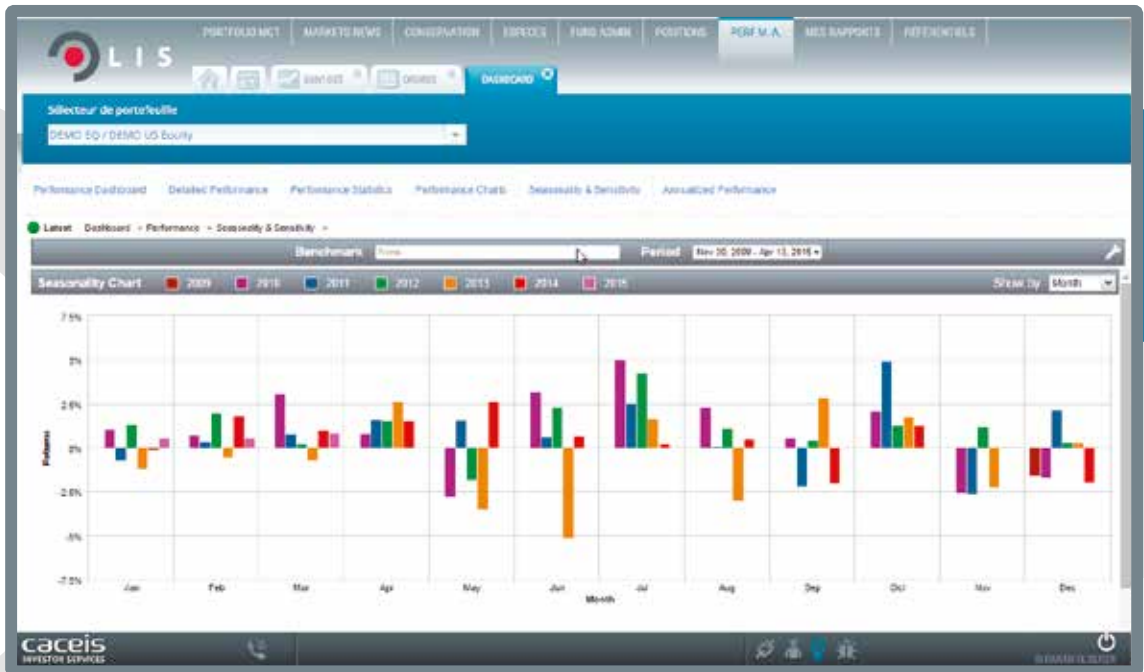 OLIS
PORTFOLIO MGT MARKETS NEWS CONSERVATION ESPECES FUND ADMIN POSITIONS PERF M.A. MES RAPPORTS REFERENTIELS
ORDRES DASHBOARD
Sélecteur de portefeuille
DEMO EQ / DEMO US Equity
Performance Dashboard Detailed Performance Performance Statistics Performance Charts Seasonality & Sensitivity Annualized Performance
Latest Dashboard » Performance » Seasonality & Sensitivity »
Benchmark None Period Nov 30, 2009 - Apr 13, 2015
Seasonality Chart 2009 2010 2011 2012 2013 2014 2015 Show by Month
7.5%
5%
2.5%
0%
-2.5%
-5%
-7.5%
Returns
Jan Feb Mar Apr May Jun Jul Aug Sep Oct Nov Dec
Month
caceis
INVESTOR SERVICES